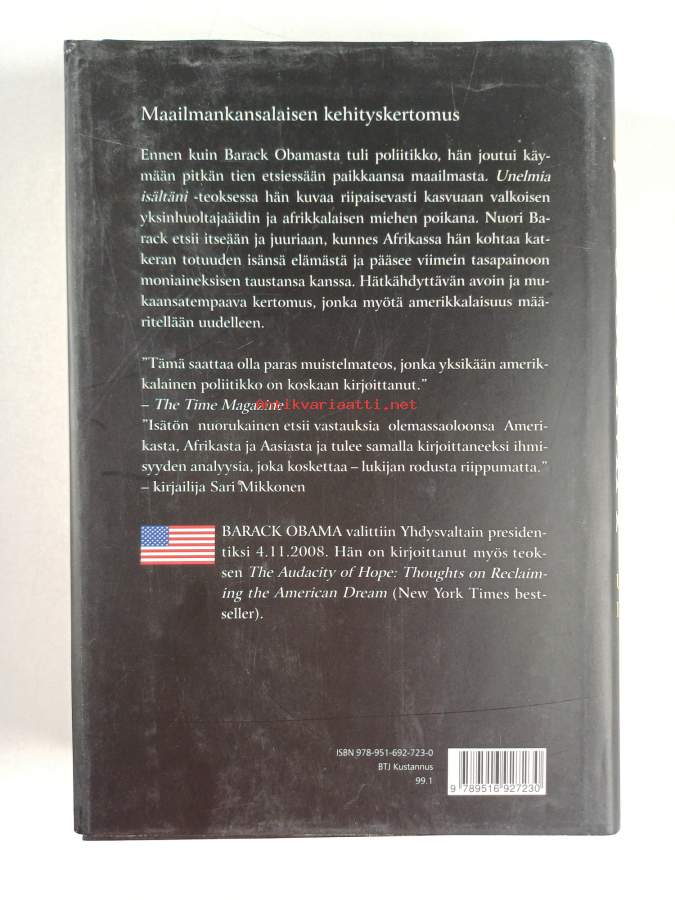 Maailmankansalaisen kehityskertomus
Ennen kuin Barack Obamasta tuli poliitikko, hän joutui käy-
mään pitkän tien etsiessään paikkaansa maailmasta. Unelmia
isältäni -teoksessa hän kuvaa riipaisevasti kasvuaan valkoisen
yksinhuoltajaäidin ja afrikkalaisen miehen poikana. Nuori Ba-
rack etsii itseään ja juuriaan, kunnes Afrikassa hän kohtaa kat-
keran totuuden isänsä elämästä ja pääsee viimein tasapainoon
moniaineksisen taustansa kanssa. Hätkähdyttävän avoin ja mu-
kaansatempaava kertomus, jonka myötä amerikkalaisuus mää-
ritellään uudelleen.
"Tämä saattaa olla paras muistelmateos, jonka yksikään amerik-
kalainen poliitikko on koskaan kirjoittanut."
– The Time Magazine
antikvariaatti.net
"Isätön nuorukainen etsii vastauksia olemassaoloonsa Ameri-
kasta, Afrikasta ja Aasiasta ja tulee samalla kirjoittaneeksi ihmi-
syyden analyysia, joka koskettaa – lukijan rodusta riippumatta."
– kirjailija Sari Mikkonen
BARACK OBAMA valittiin Yhdysvaltain presiden-
tiksi 4.11.2008. Hän on kirjoittanut myös teok-
sen The Audacity of Hope: Thoughts on Reclaim-
ing the American Dream (New York Times best-
seller).
ISBN 978-951-692-723-0
BTJ Kustannus
99.1
9 789516 927230